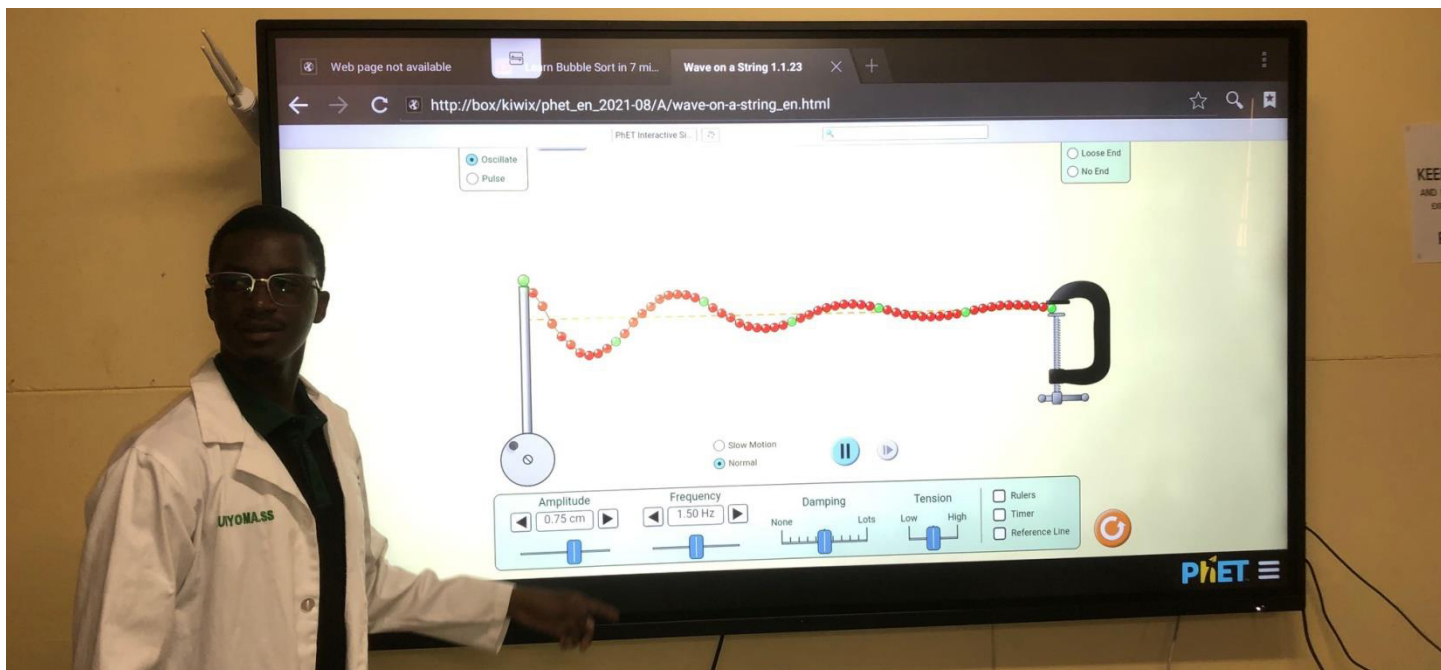 Web page not available
rn Bubble Sort in 7 mi...
Wave on a String 1.1.23
http://box/kiwix/phet_en_2021-08/A/wave-on-a-string_en.html
PhET Interactive Si..
Oscillate
Pulse
Loose End
No End
KEE
AND
Slow Motion
Normal
Amplitude
0.75 cm
Frequency
1.50 Hz
Damping
None
Lots
Tension
Low
High
Rulers
Timer
Reference Line
PhET
UIYOMA.SS